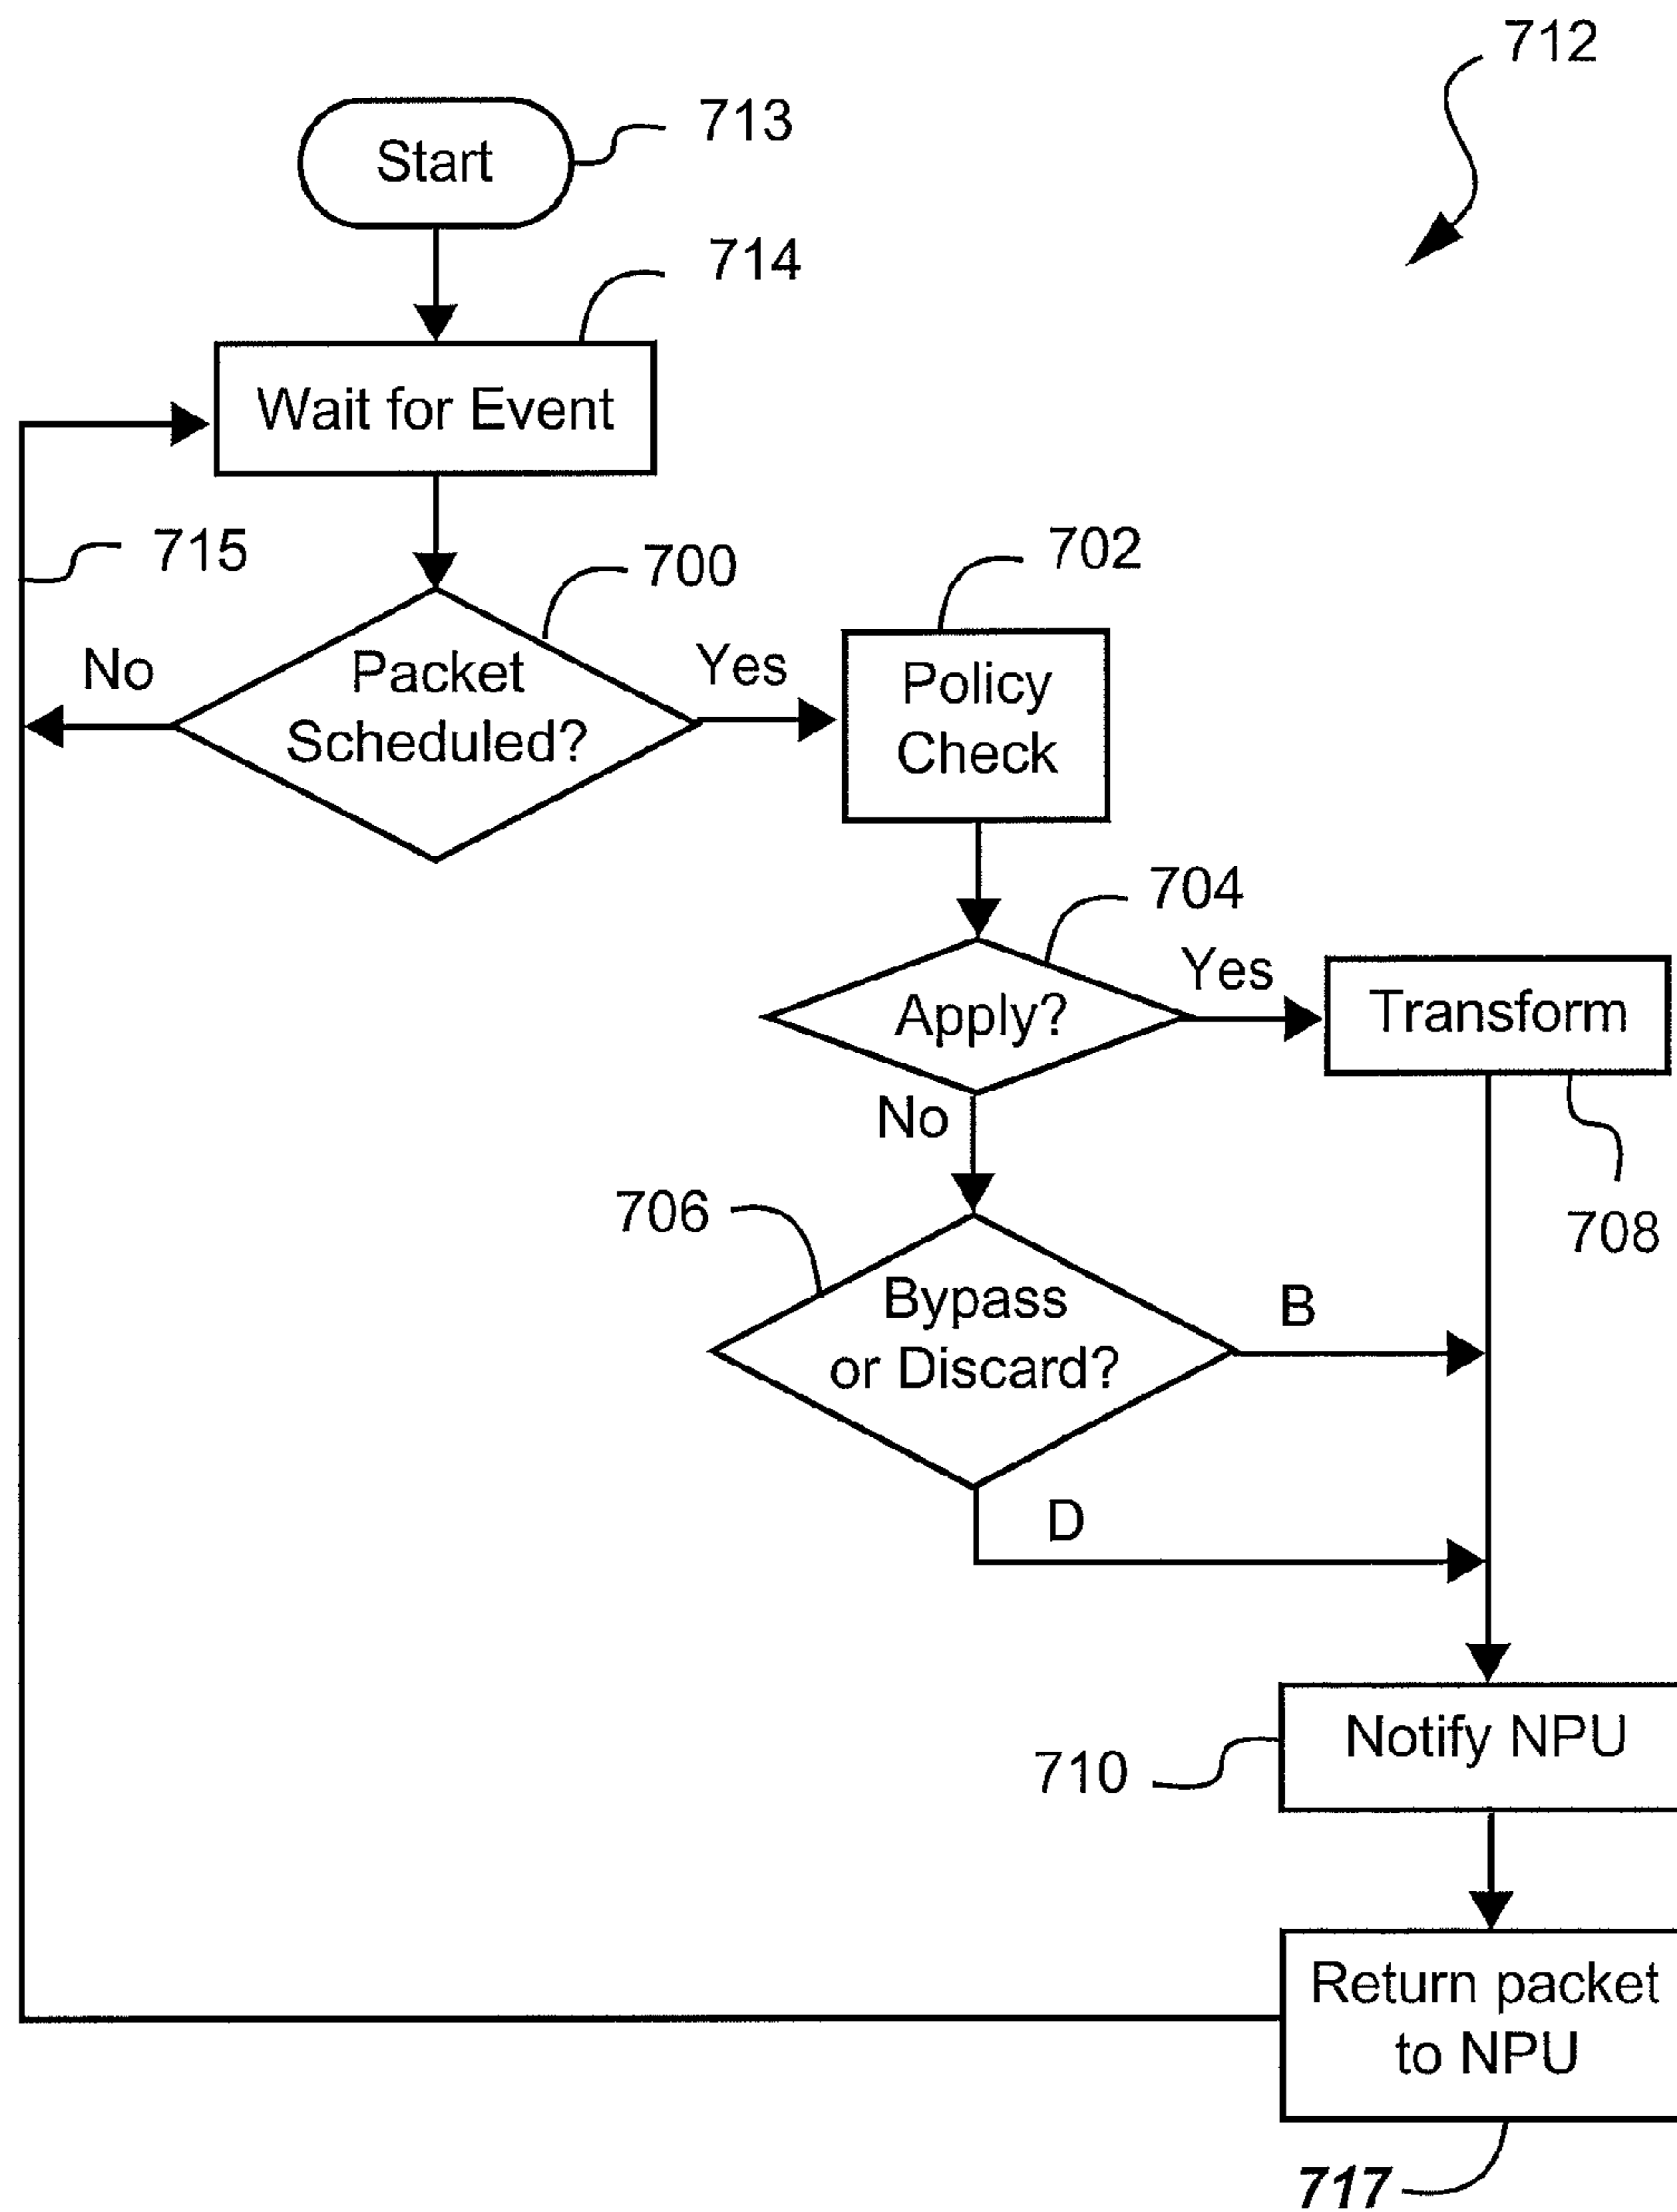 712
713
Start
714
Wait for Event
715
700
702
No
Packet
Scheduled?
Yes
Policy
Check
704
Yes
Apply?
Transform
No
706
708
Bypass
or Discard?
B
D
Notify NPU
710
Return packet
to NPU
717